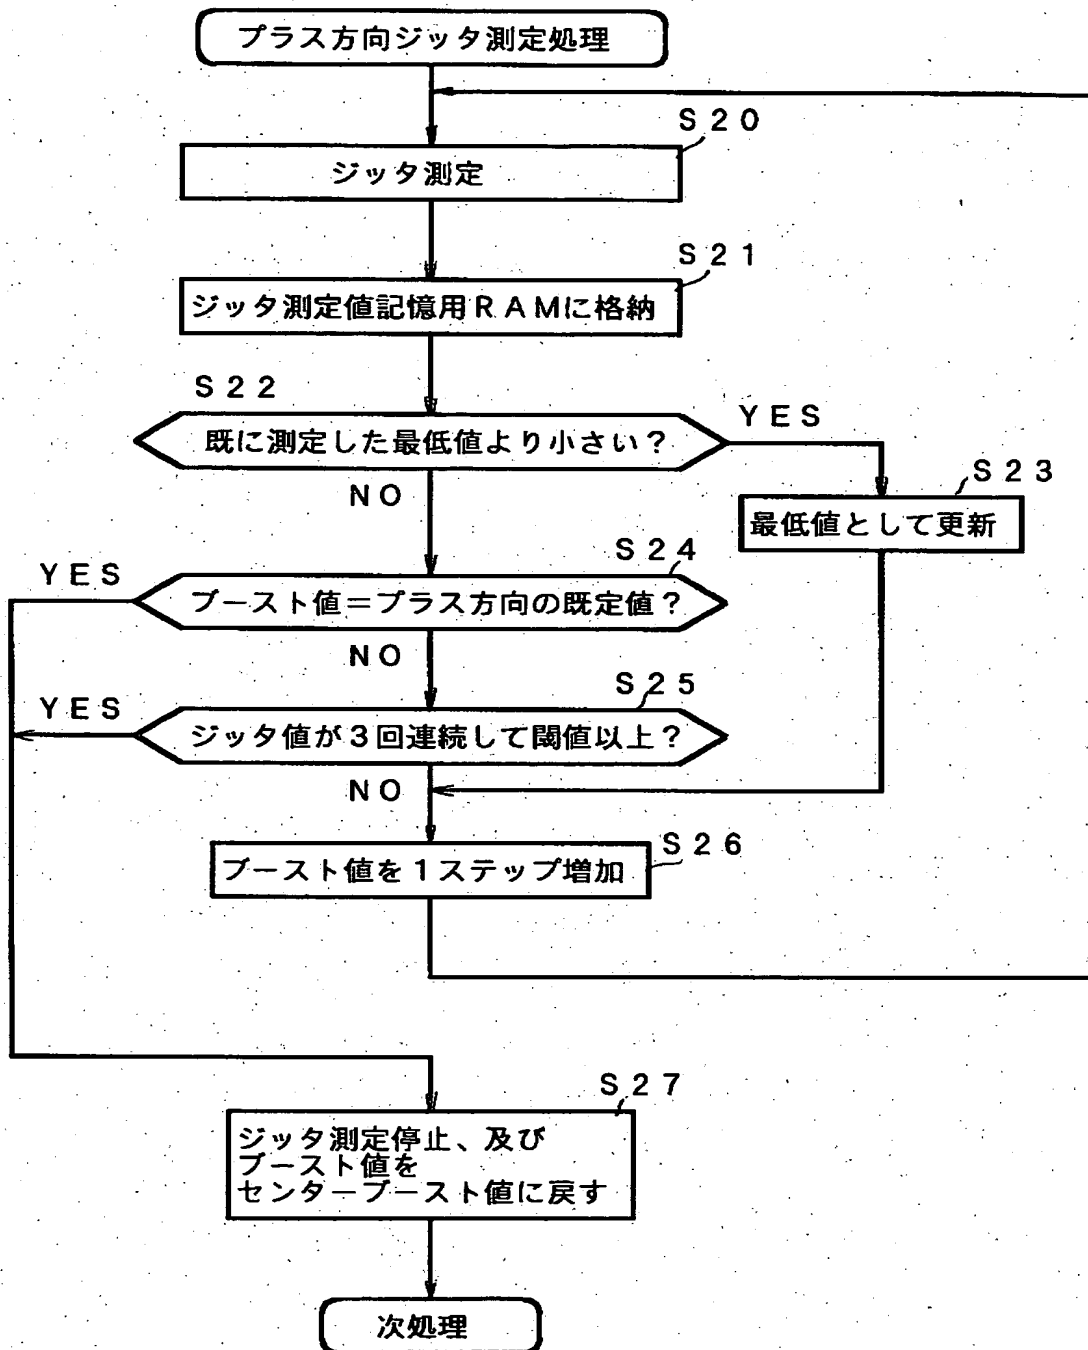 プラス方向ジッタ測定処理
S20
ジッタ測定
S21
ジッタ測定値記憶用RAMに格納
S22
既に測定した最低値より小さい？
YES
NO
S23
最低値として更新
S24
YES
ブースト値＝プラス方向の既定値？
NO
S25
YES
ジッタ値が3回連続して閾値以上？
NO
S26
ブースト値を1ステップ増加
S27
ジッタ測定停止、及び
ブースト値を
センターブースト値に戻す
次処理